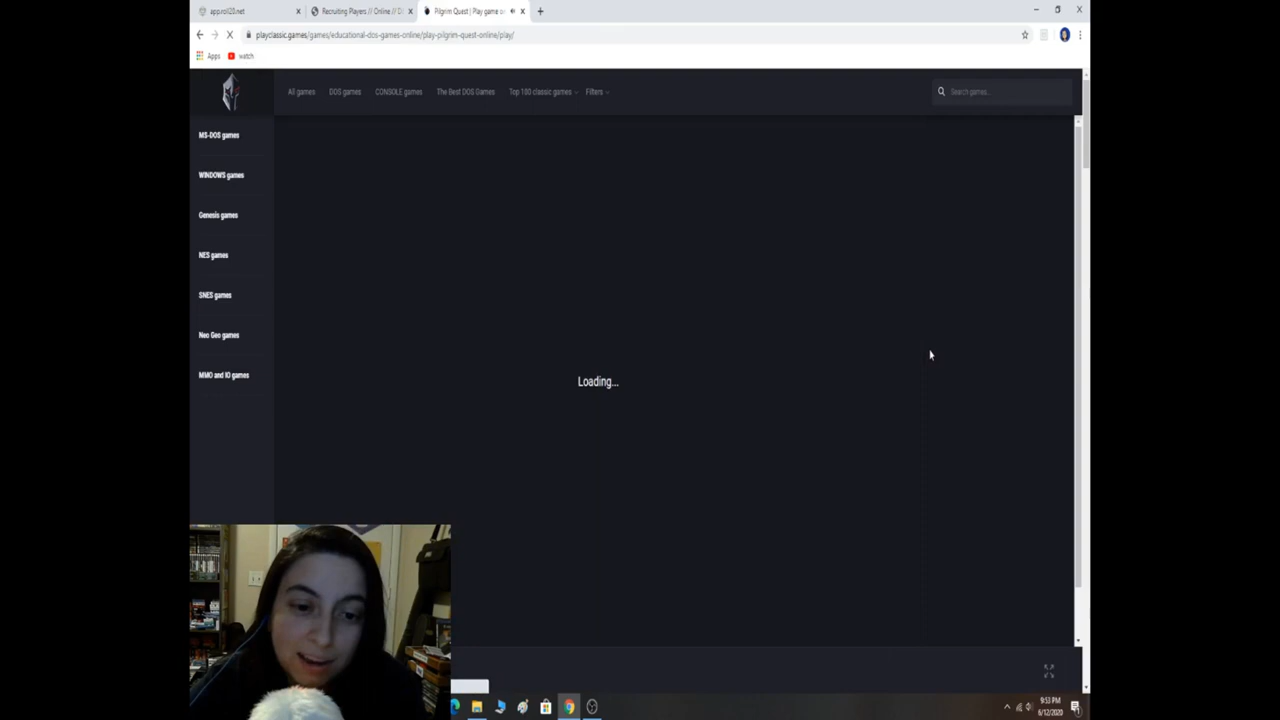 app.roll20.net
Recruiting Players // Online // D
Pilgrim Quest | Play game o
playclassic.games/games/educational-dos-games-online/play-pilgrim-quest-online/play/
Apps
watch
All games
DOS games
CONSOLE games
The Best DOS Games
Top 100 classic games
Filters
Search games..
MS-DOS games
WINDOWS games
Genesis games
NES games
SNES games
Neo Geo games
MMO and IO games
Loading...
9:53 PM
6/12/2020